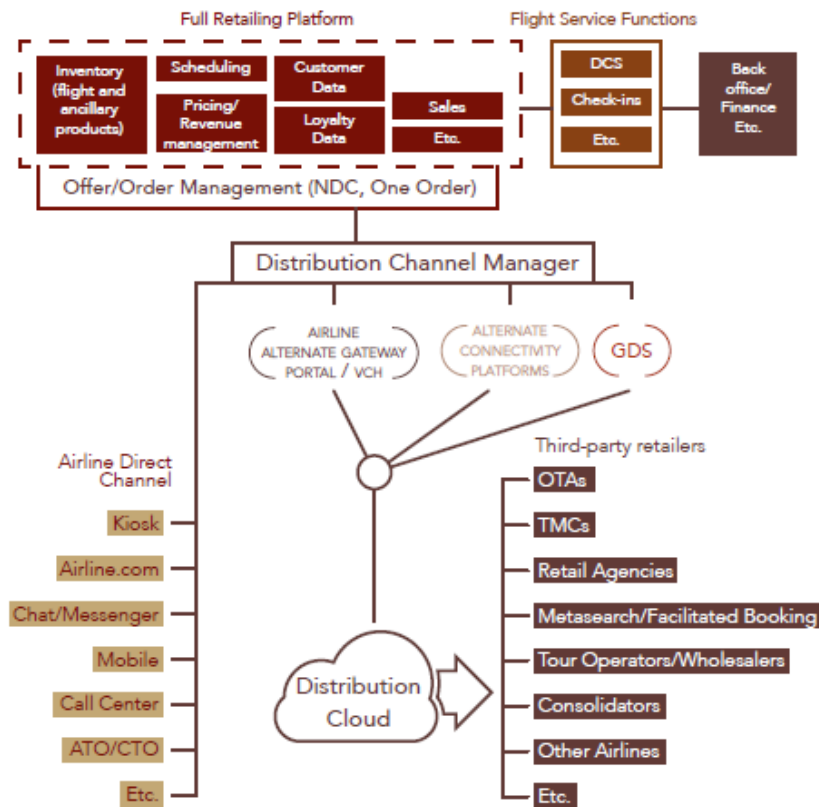 Full Retailing Platform
Flight Service Functions
Inventory
(flight and
ancillary
products)
Scheduling
Pricing/
Revenue
management
Customer
Data
Loyalty
Data
Sales
Etc.
DCS
Check-ins
Etc.
Back
office/
Finance
Etc.
Offer/Order Management (NDC, One Order)
Distribution Channel Manager
AIRLINE
ALTERNATE GATEWAY
PORTAL / VCH
ALTERNATE
CONNECTIVITY
PLATFORMS
GDS
Airline Direct
Channel
Kiosk
Airline.com
Chat/Messenger
Mobile
Call Center
ATO/CTO
Etc.
Distribution
Cloud
Third-party retailers
OTAs
TMCs
Retail Agencies
Metasearch/Facilitated Booking
Tour Operators/Wholesalers
Consolidators
Other Airlines
Etc.